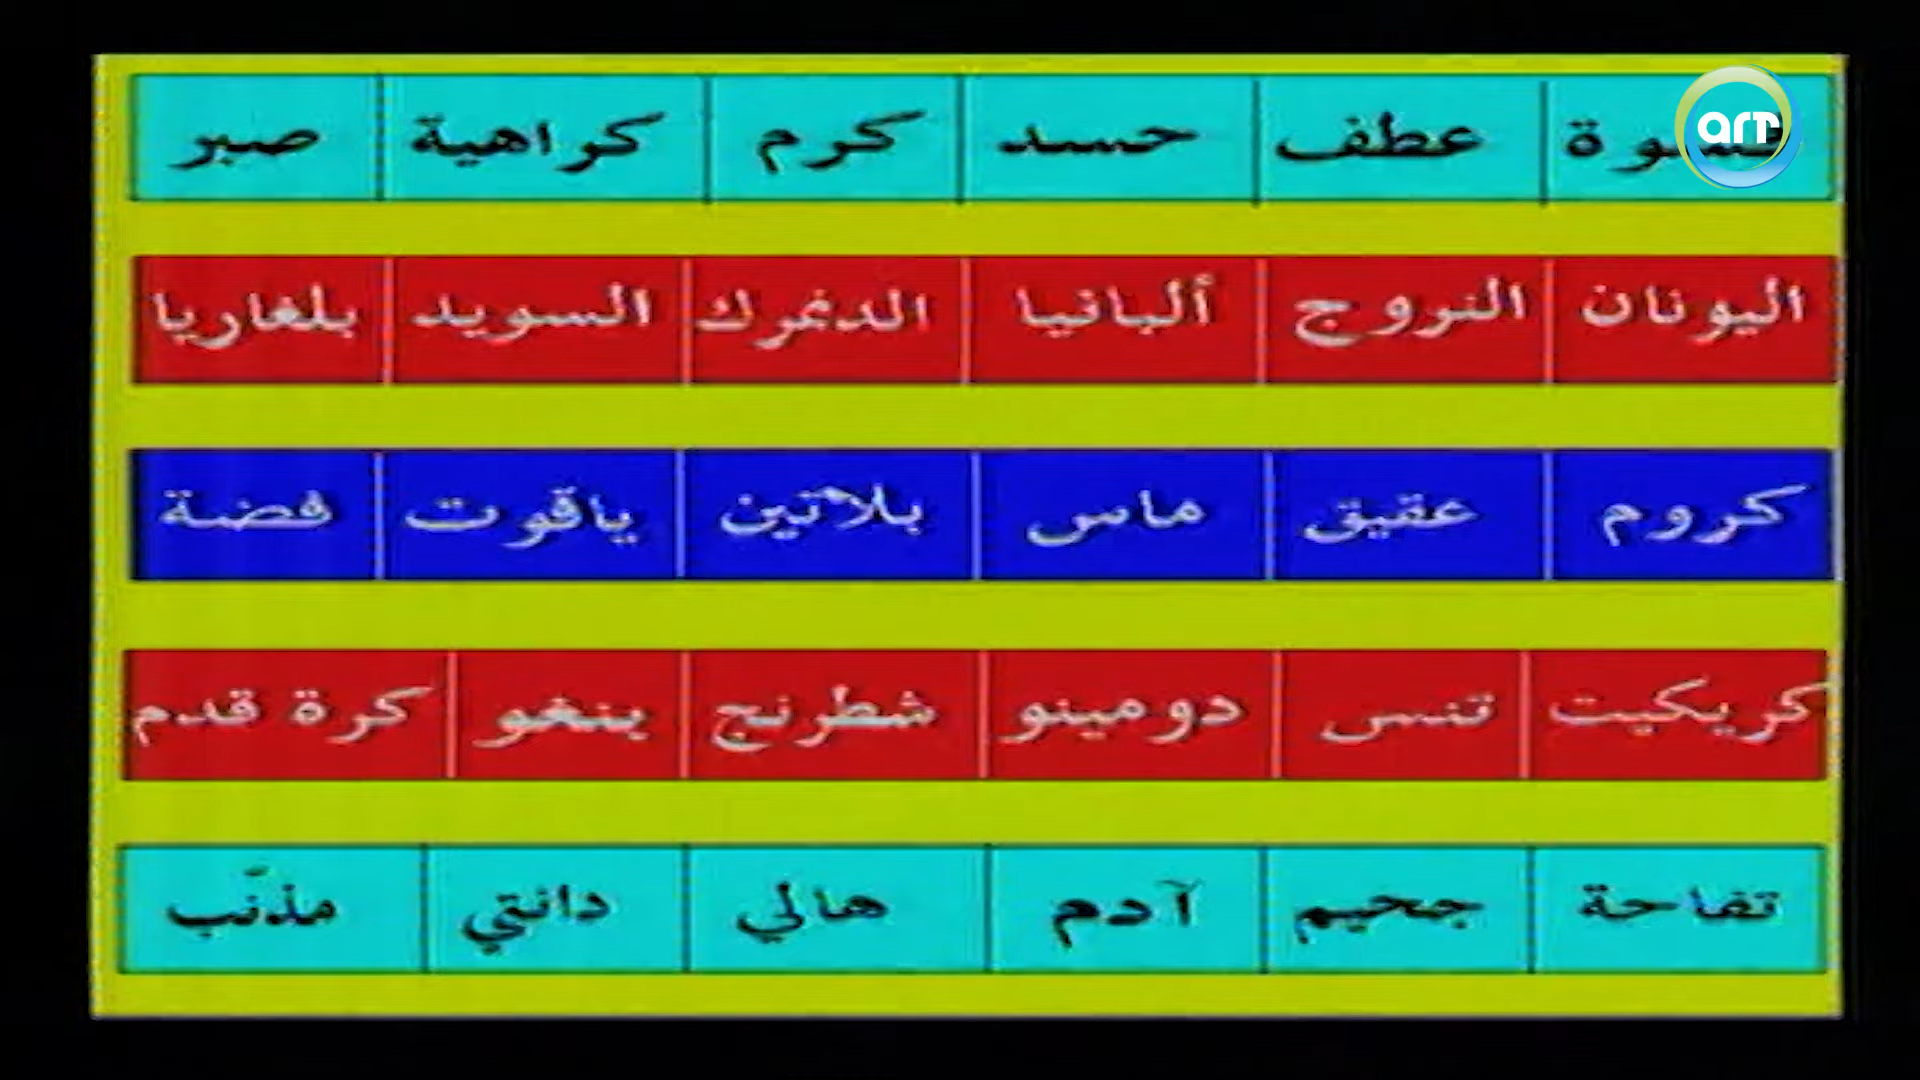 عطف حسد كرم كراهية صبر
art
اليونان النروج ألبانيا الدنمرك السويد بلغاريا
كروم عقيق ماس بلاتين ياقوت فضة
كريكيت تنس دومينو شطرنج بنغو كرة قدم
تفاحة جحيم آدم هالي دانتي مذنّب